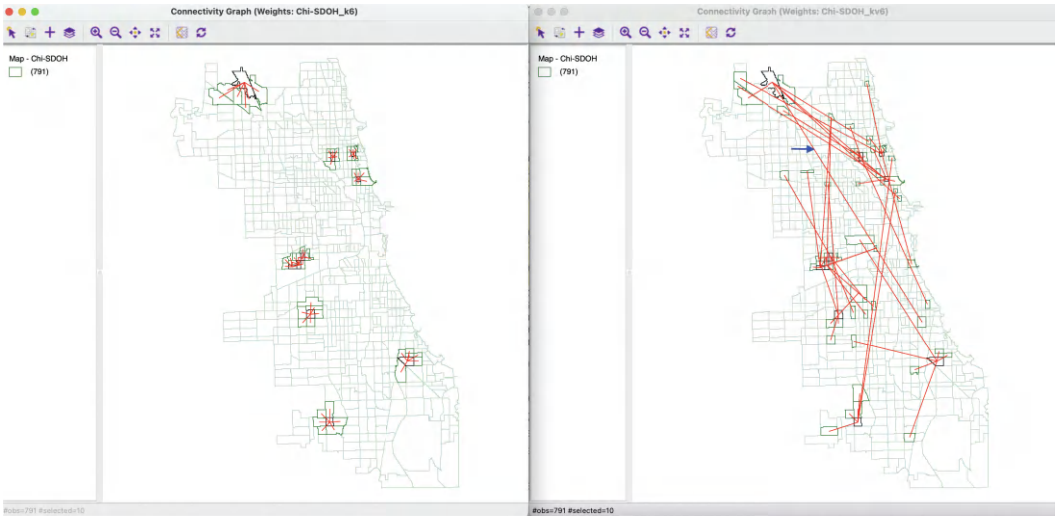 Connectivity Graph (Weights: Chi-SDOH_k6)
Map - Chi-SDOH
(791)
#obs=791 #selected=10
Connectivity Graph (Weights: Chi-SDOH_kv6)
Map - Chi-SDOH
(791)
#obs=791 #selected=10